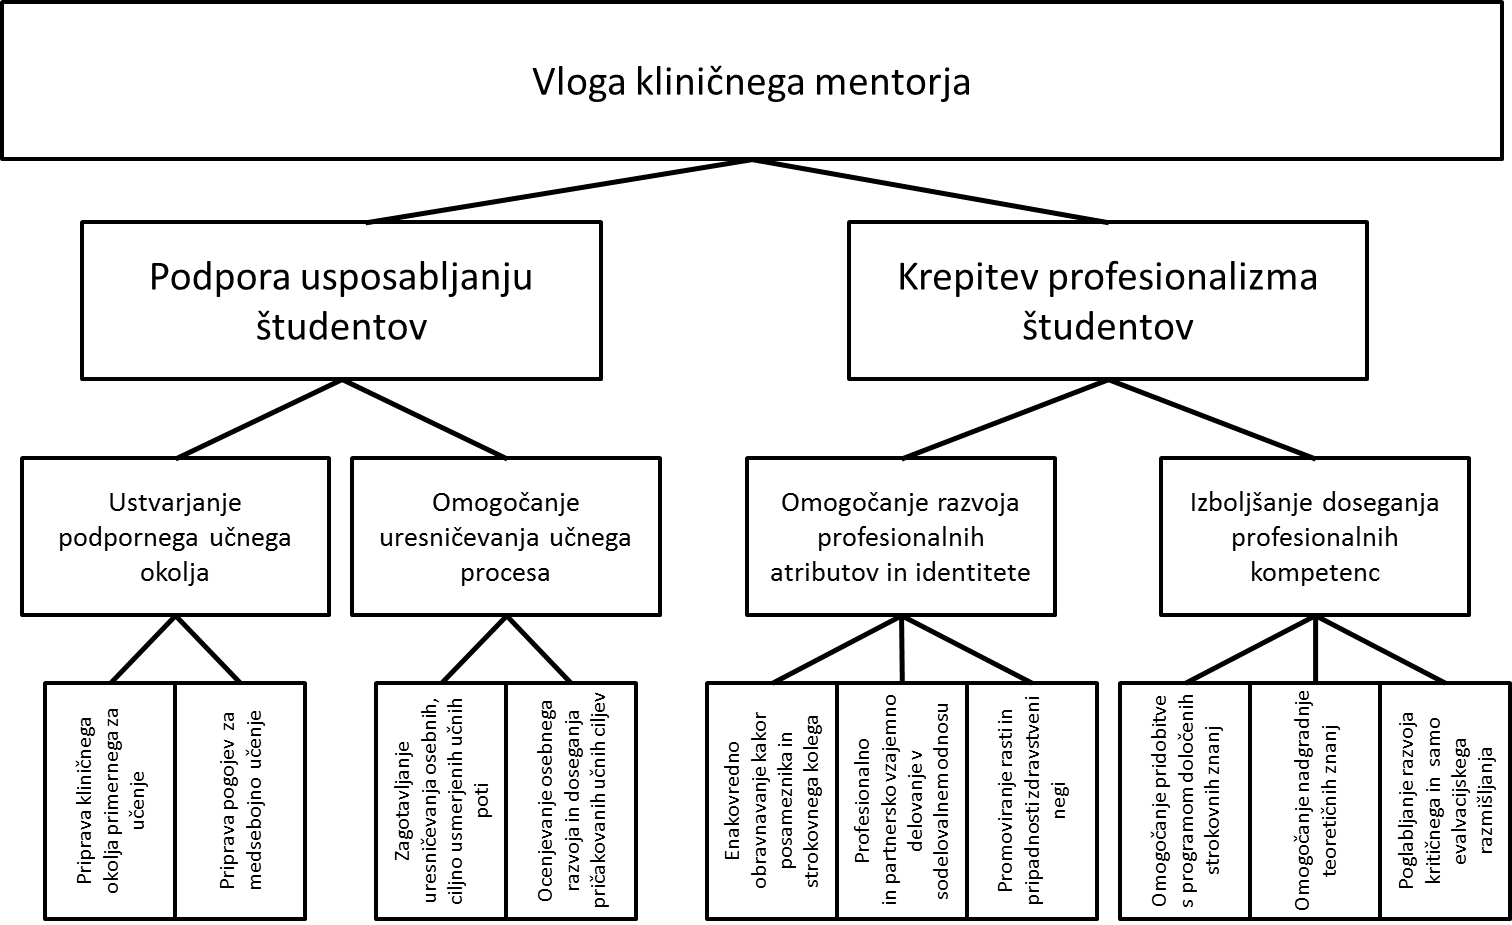 Vloga kliničnega mentorja
Podpora usposabljanju
študentov
Krepitev profesionalizma
študentov
Ustvarjanje
podpornega učnega
okolja
Omogočanje
uresničevanja učnega
procesa
Omogočanje razvoja
profesionalnih
atributov in identitete
Izboljšanje doseganja
profesionalnih
kompetenc
Priprava kliničnega
okolja primernega za
učenje
Priprava pogojev za
medsebojno učenje
Zagotavljanje
uresničevanja osebnih,
ciljno usmerjenih učnih
poti
Ocenjevanje osebnega
razvoja in doseganja
pričakovanih učnih ciljev
Enakovredno
obravnavanje kakor
posameznika in
strokovnega kolega
Profesionalno
in partnersko vzajemno
delovanje v
sodelovalnem odnosu
Promoviranje rasti in
pripadnosti zdravstveni
negi
Omogočanje pridobitve
s programom določenih
strokovnih znanj
Omogočanje nadgradnje
teoretičnih znanj
Poglabljanje razvoja
kritičnega in samo
evalvacijskega
razmišljanja